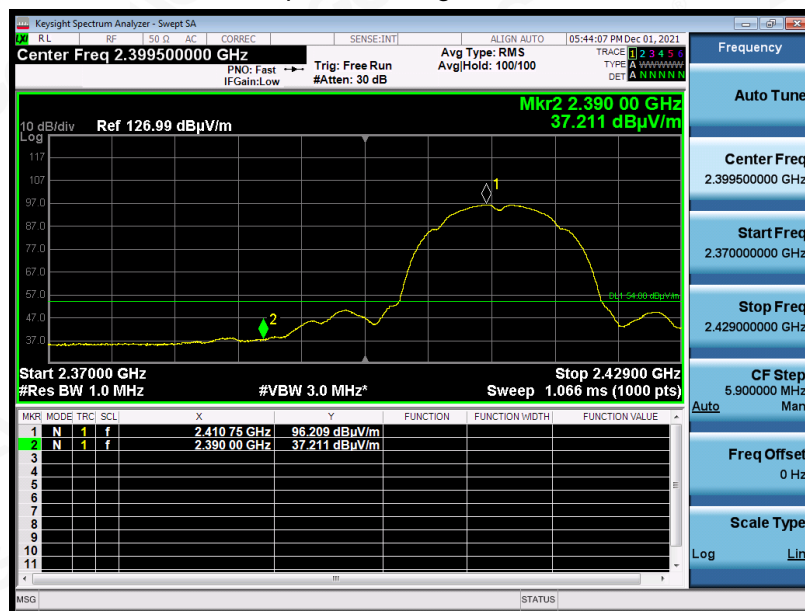 Keysight Spectrum Analyzer - Swept SA
LXI RL RF 50 Ω AC CORREC SENSE:INT ALIGN AUTO 05:44:07 PM Dec 01, 2021
Center Freq 2.399500000 GHz
PNO: Fast
IFGain:Low
Trig: Free Run
#Atten: 30 dB
Avg Type: RMS
Avg|Hold: 100/100
TRACE 1 2 3 4 5 6
TYPE A WWWWW
DET A N N N N N
Mkr2 2.390 00 GHz
37.211 dBµV/m
10 dB/div Ref 126.99 dBµV/m
Log
117
107
97.0
87.0
77.0
67.0
57.0
47.0
37.0
1
2
DL1 54.00 dBµV/m
Start 2.37000 GHz Stop 2.42900 GHz
#Res BW 1.0 MHz #VBW 3.0 MHz* Sweep 1.066 ms (1000 pts)
MKR MODE TRC SCL X Y FUNCTION FUNCTION WIDTH FUNCTION VALUE
1 N 1 f 2.410 75 GHz 96.209 dBµV/m
2 N 1 f 2.390 00 GHz 37.211 dBµV/m
3
4
5
6
7
8
9
10
11
MSG STATUS
Frequency
Auto Tune
Center Freq
2.399500000 GHz
Start Freq
2.370000000 GHz
Stop Freq
2.429000000 GHz
CF Step
5.900000 MHz
Auto Man
Freq Offset
0 Hz
Scale Type
Log Lin